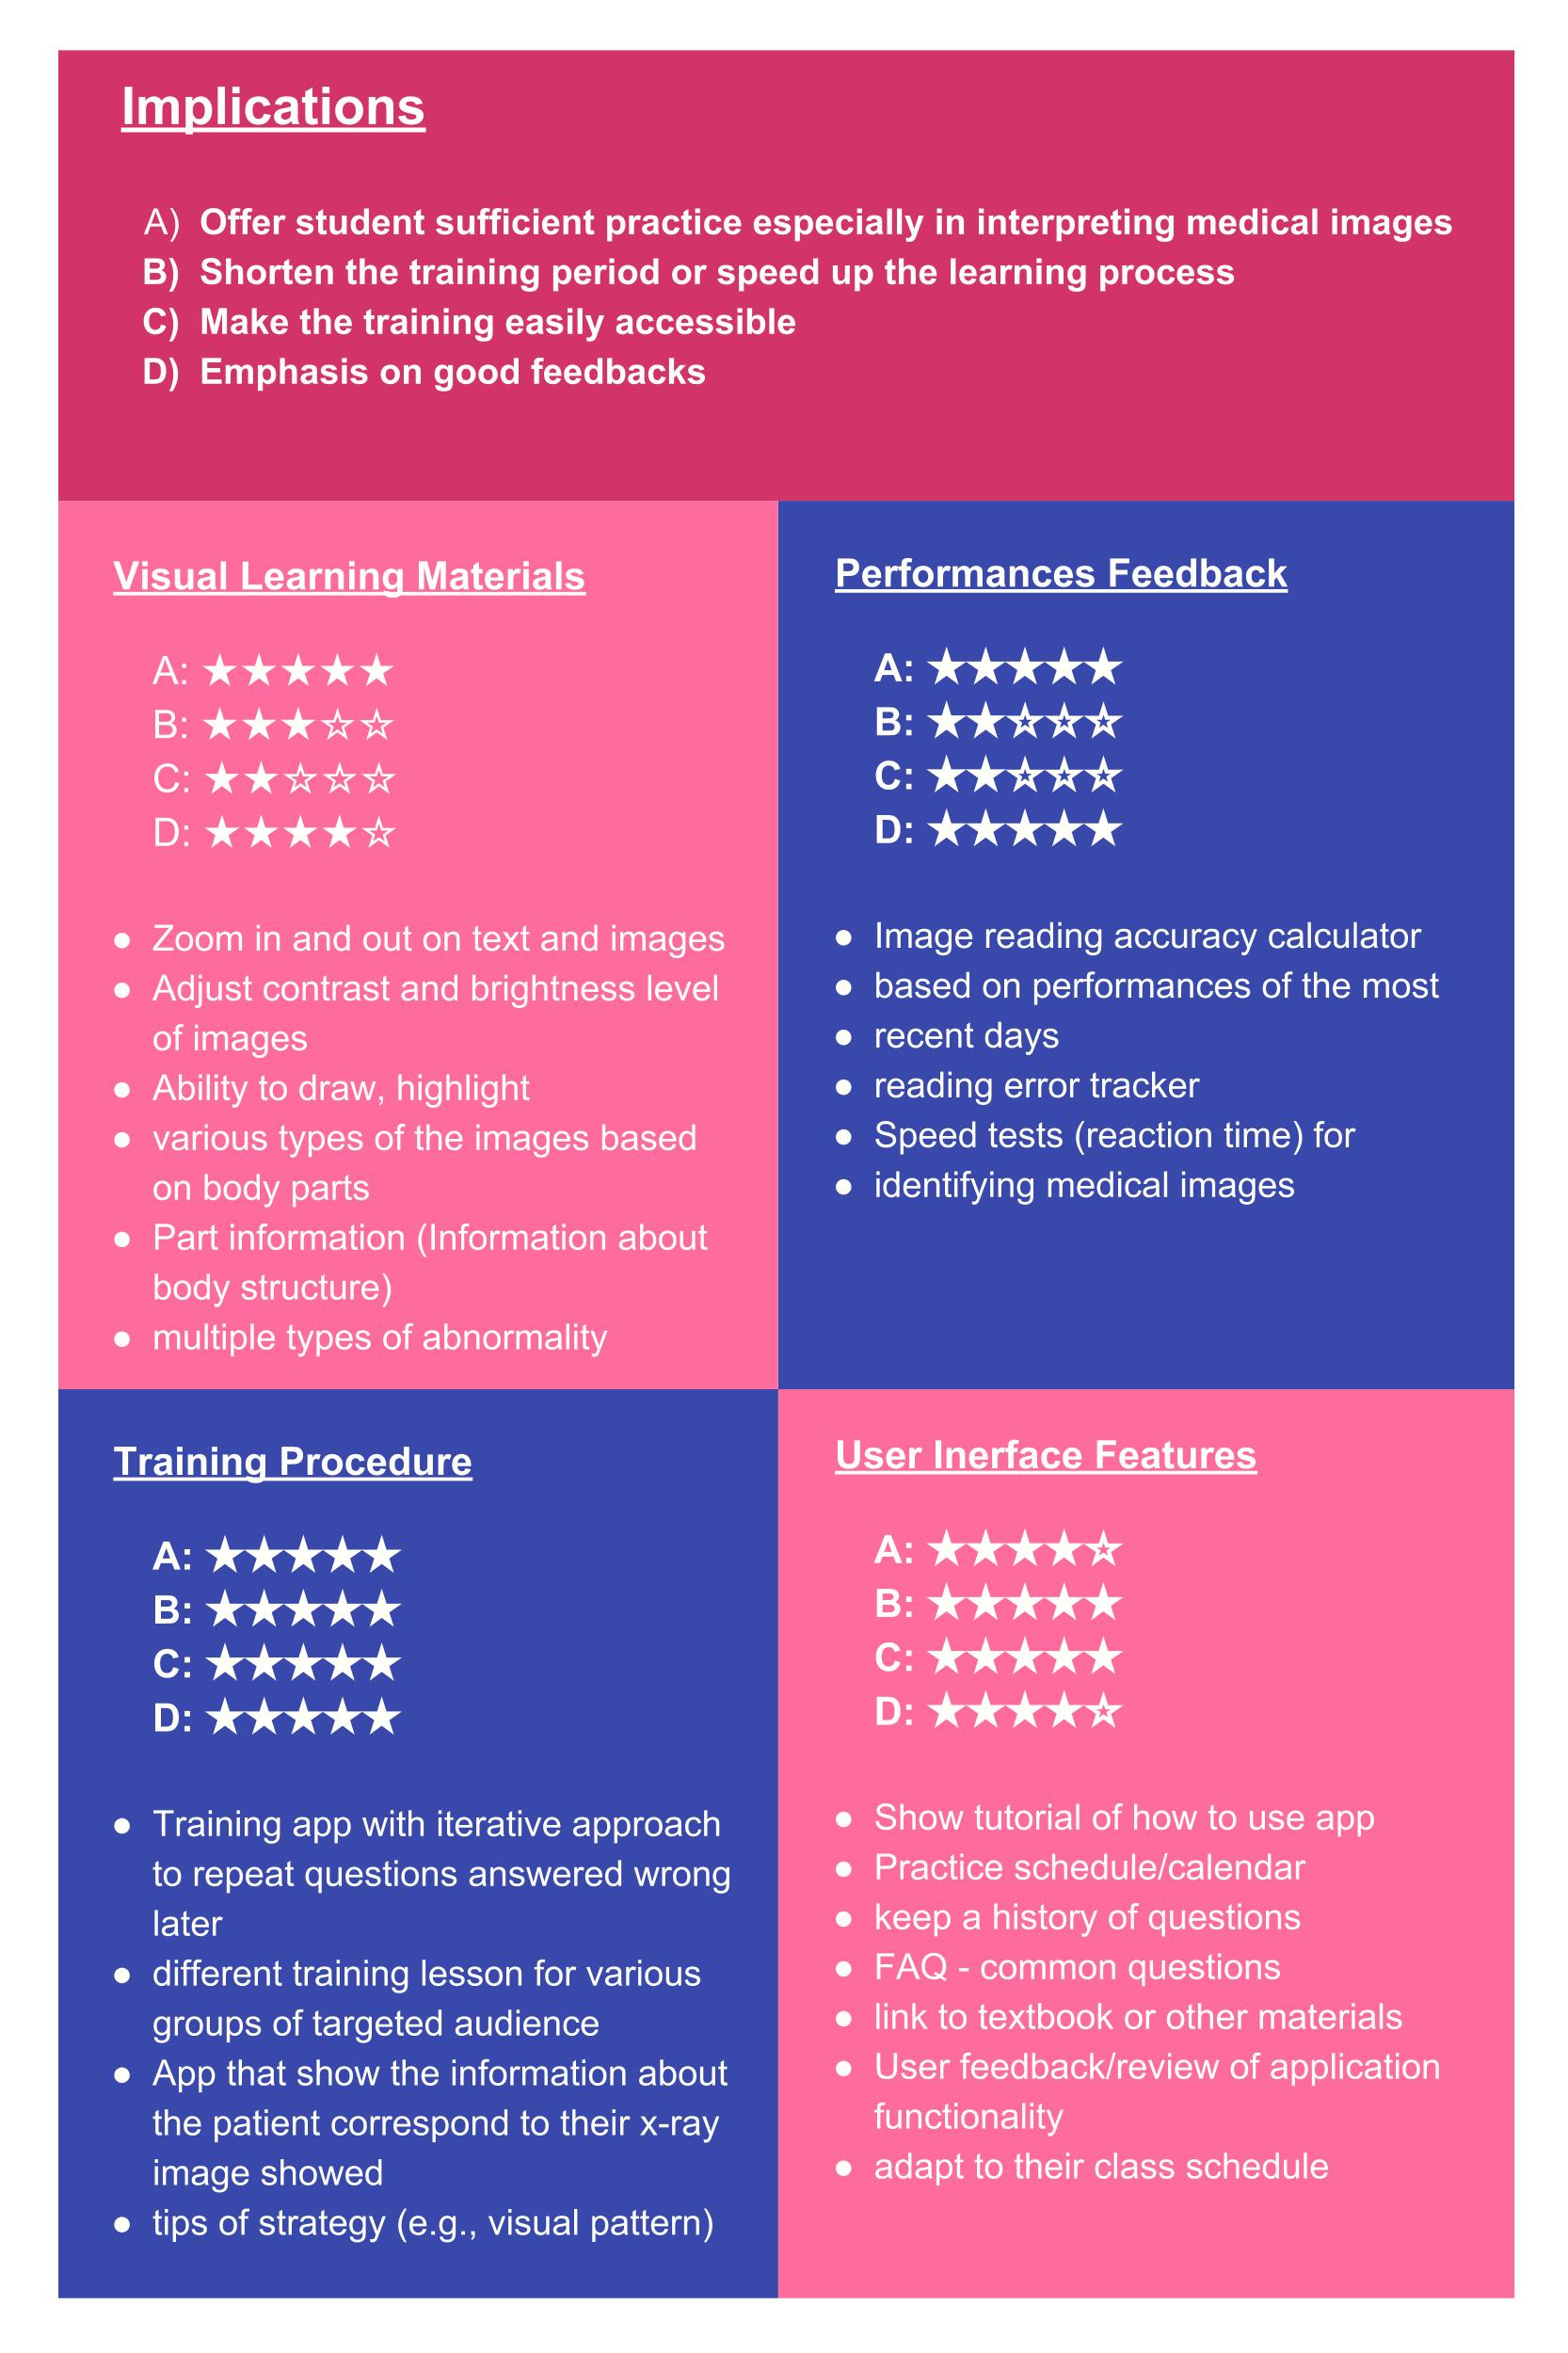 Implications
A) Offer student sufficient practice especially in interpreting medical images
B) Shorten the training period or speed up the learning process
C) Make the training easily accessible
D) Emphasis on good feedbacks
Visual Learning Materials
A: ★★★★★
B: ★★★☆☆
C: ★★☆☆☆
D: ★★★★☆
● Zoom in and out on text and images
● Adjust contrast and brightness level
of images
● Ability to draw, highlight
● various types of the images based
on body parts
● Part information (Information about
body structure)
● multiple types of abnormality
Performances Feedback
A: ★★★★★
B: ★★☆☆☆
C: ★★☆☆☆
D: ★★★★★
● Image reading accuracy calculator
● based on performances of the most
● recent days
● reading error tracker
● Speed tests (reaction time) for
● identifying medical images
Training Procedure
A: ★★★★★
B: ★★★★★
C: ★★★★★
D: ★★★★★
● Training app with iterative approach
to repeat questions answered wrong
later
● different training lesson for various
groups of targeted audience
● App that show the information about
the patient correspond to their x-ray
image showed
● tips of strategy (e.g., visual pattern)
User Inerface Features
A: ★★★★☆
B: ★★★★★
C: ★★★★★
D: ★★★★☆
● Show tutorial of how to use app
● Practice schedule/calendar
● keep a history of questions
● FAQ - common questions
● link to textbook or other materials
● User feedback/review of application
functionality
● adapt to their class schedule